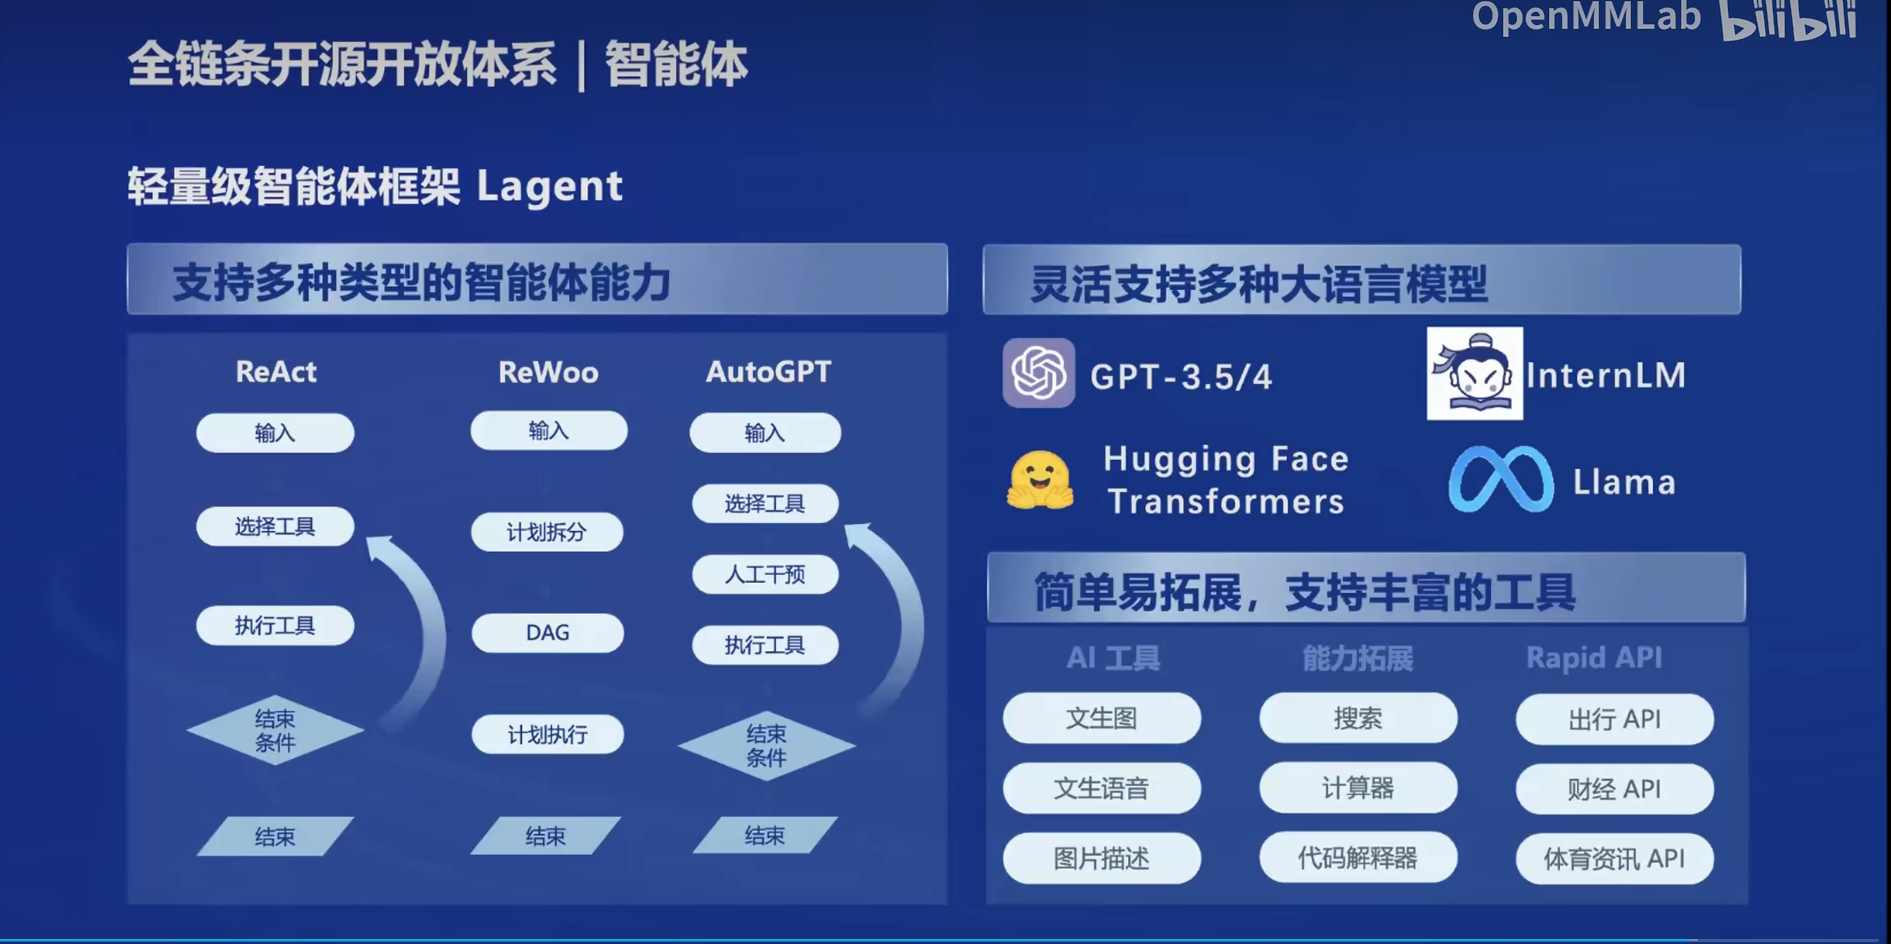 OpenMMLab bilibili
全链条开源开放体系｜智能体
轻量级智能体框架 Lagent
支持多种类型的智能体能力
ReAct
输入
选择工具
执行工具
结束
条件
结束
ReWoo
输入
计划拆分
DAG
计划执行
结束
AutoGPT
输入
选择工具
人工干预
执行工具
结束
条件
结束
灵活支持多种大语言模型
GPT-3.5/4
InternLM
Hugging Face
Transformers
Llama
简单易拓展，支持丰富的工具
AI 工具
文生图
文生语音
图片描述
能力拓展
搜索
计算器
代码解释器
Rapid API
出行 API
财经 API
体育资讯 API